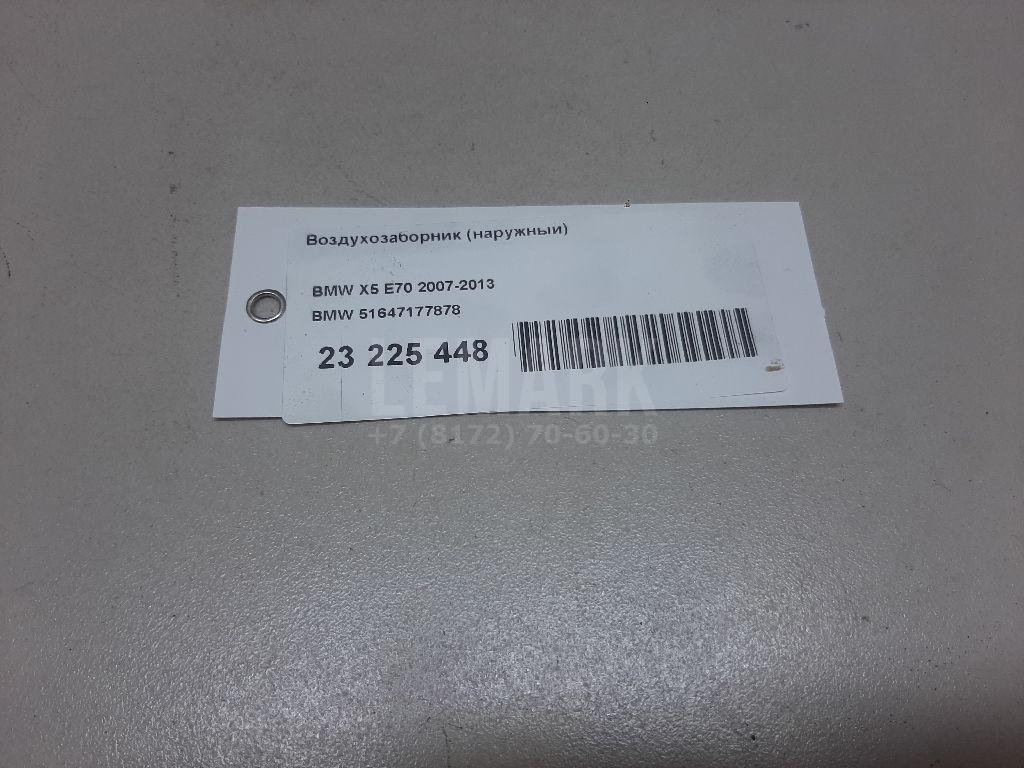 Воздухозаборник (наружный)
BMW X5 E70 2007-2013
BMW 51647177878
23 225 448
LEMARK
+7 (8172) 70-60-30